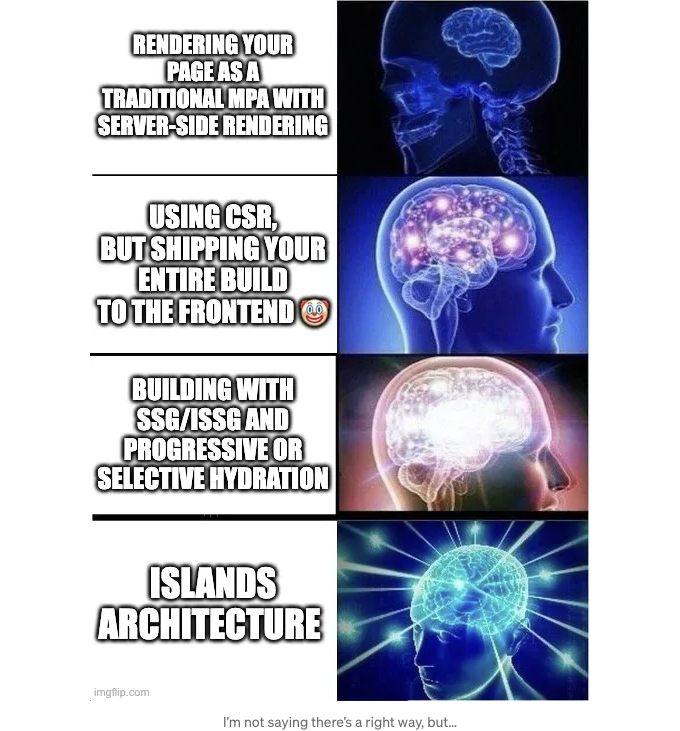 RENDERING YOUR
PAGE AS A
TRADITIONAL MPA WITH
SERVER-SIDE RENDERING
USING CSR,
BUT SHIPPING YOUR
ENTIRE BUILD
TO THE FRONTEND 🤡
BUILDING WITH
SSG/ISSG AND
PROGRESSIVE OR
SELECTIVE HYDRATION
ISLANDS
ARCHITECTURE
imgflip.com
I'm not saying there's a right way, but...